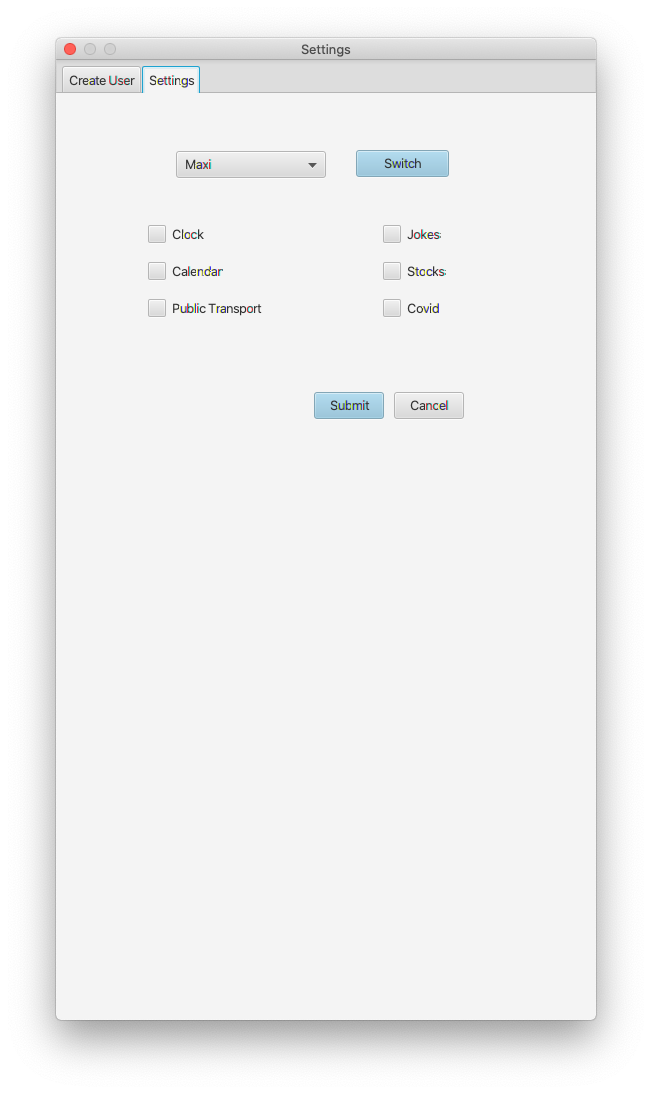 Settings
Create User Settings
Maxi Switch
Clock Jokes
Calendar Stocks
Public Transport Covid
Submit Cancel